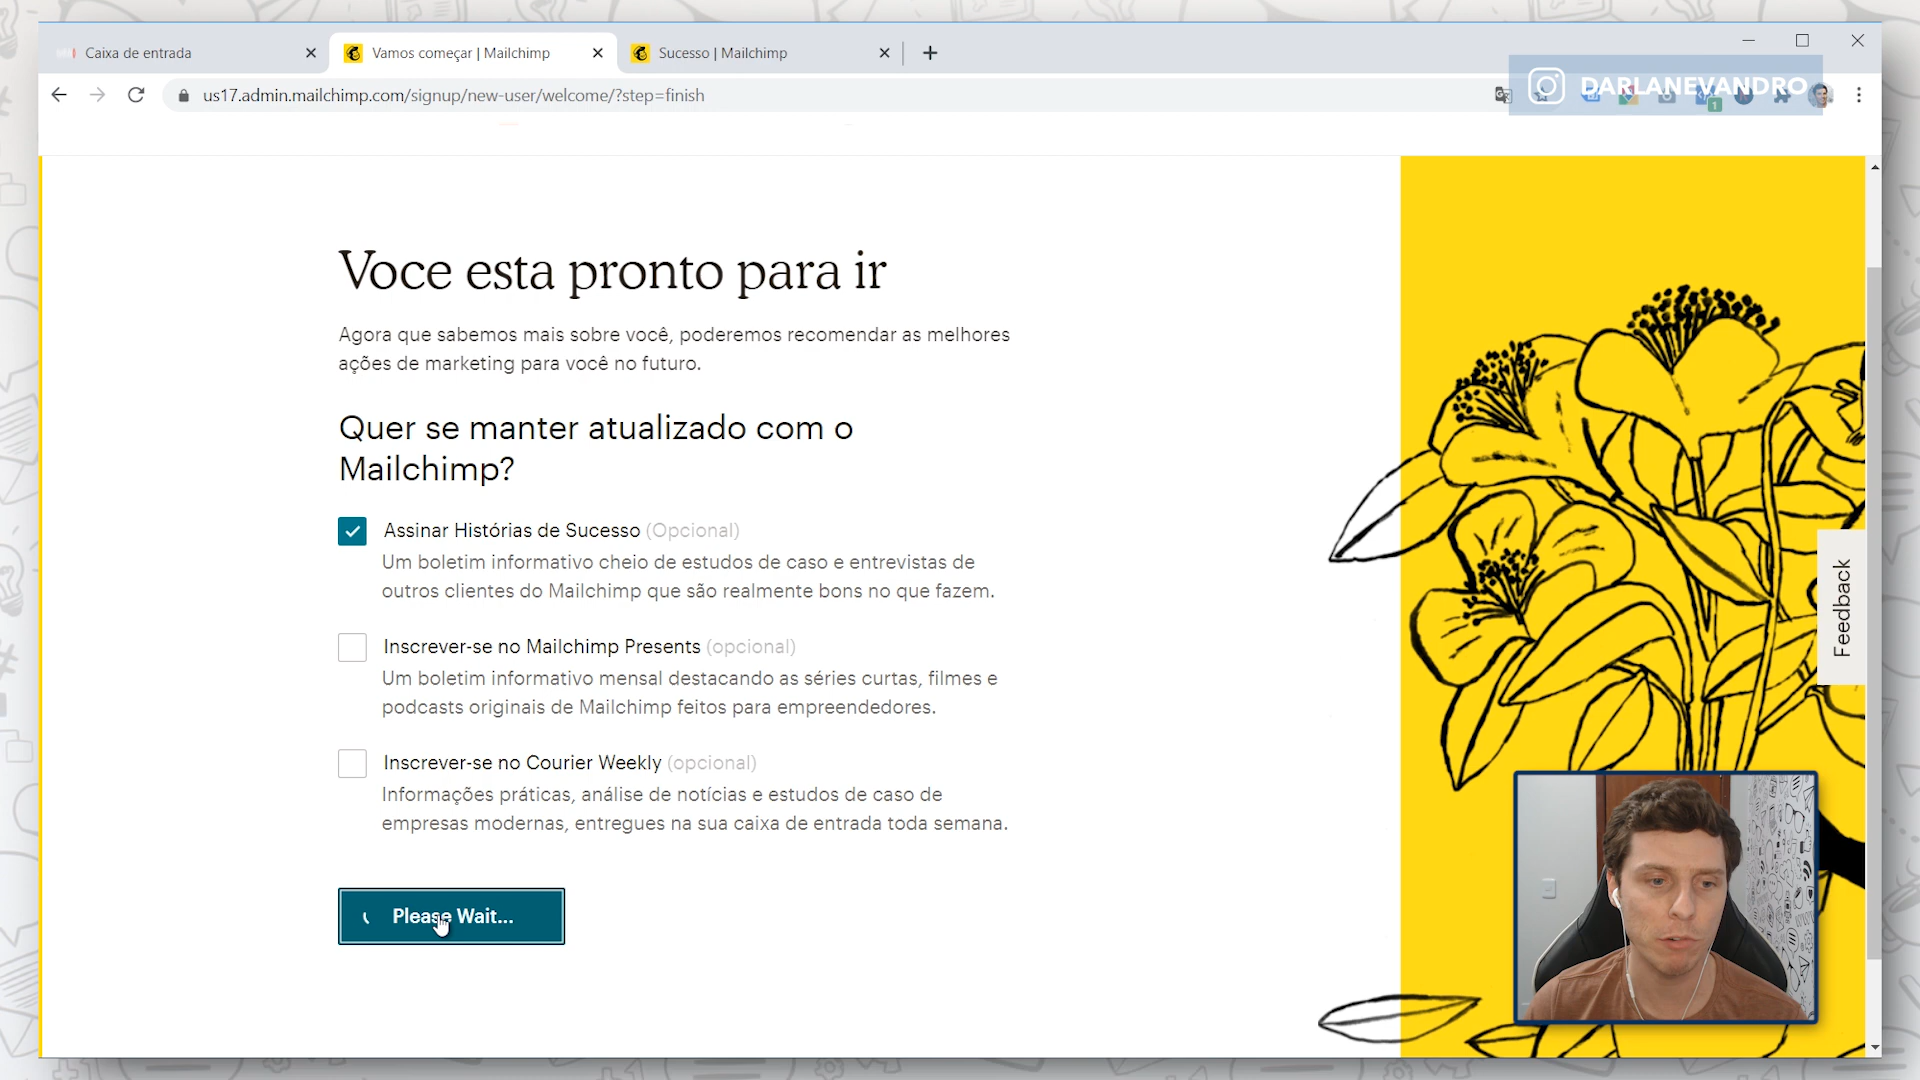 Caixa de entrada
Vamos começar | Mailchimp
Sucesso | Mailchimp
us17.admin.mailchimp.com/signup/new-user/welcome/?step=finish
DARLANEVANDRO
1
Voce esta pronto para ir
Agora que sabemos mais sobre você, poderemos recomendar as melhores
ações de marketing para você no futuro.
Quer se manter atualizado com o
Mailchimp?
Assinar Histórias de Sucesso (Opcional)
Um boletim informativo cheio de estudos de caso e entrevistas de
outros clientes do Mailchimp que são realmente bons no que fazem.
Inscrever-se no Mailchimp Presents (opcional)
Um boletim informativo mensal destacando as séries curtas, filmes e
podcasts originais de Mailchimp feitos para empreendedores.
Inscrever-se no Courier Weekly (opcional)
Informações práticas, análise de notícias e estudos de caso de
empresas modernas, entregues na sua caixa de entrada toda semana.
Please Wait...
Feedback